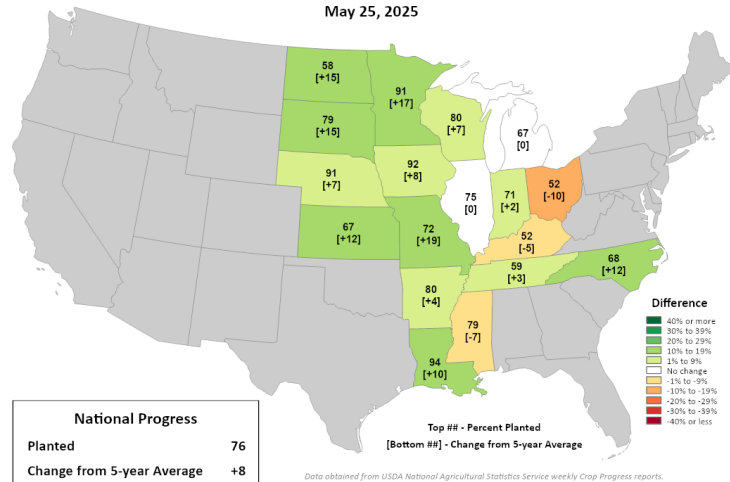 May 25, 2025
58
[+15]
91
[+17]
79
[+15]
80
[+7]
67
[0]
91
[+7]
92
[+8]
75
[0]
71
[+2]
52
[-10]
67
[+12]
72
[+19]
52
[-5]
59
[+3]
68
[+12]
80
[+4]
79
[-7]
94
[+10]
Difference
40% or more
30% to 39%
20% to 29%
10% to 19%
1% to 9%
No change
-1% to -9%
-10% to -19%
-20% to -29%
-30% to -39%
-40% or less
National Progress
Planted 76
Change from 5-year Average +8
Top ## - Percent Planted
[Bottom ##] - Change from 5-year Average
Data obtained from USDA National Agricultural Statistics Service weekly Crop Progress reports.